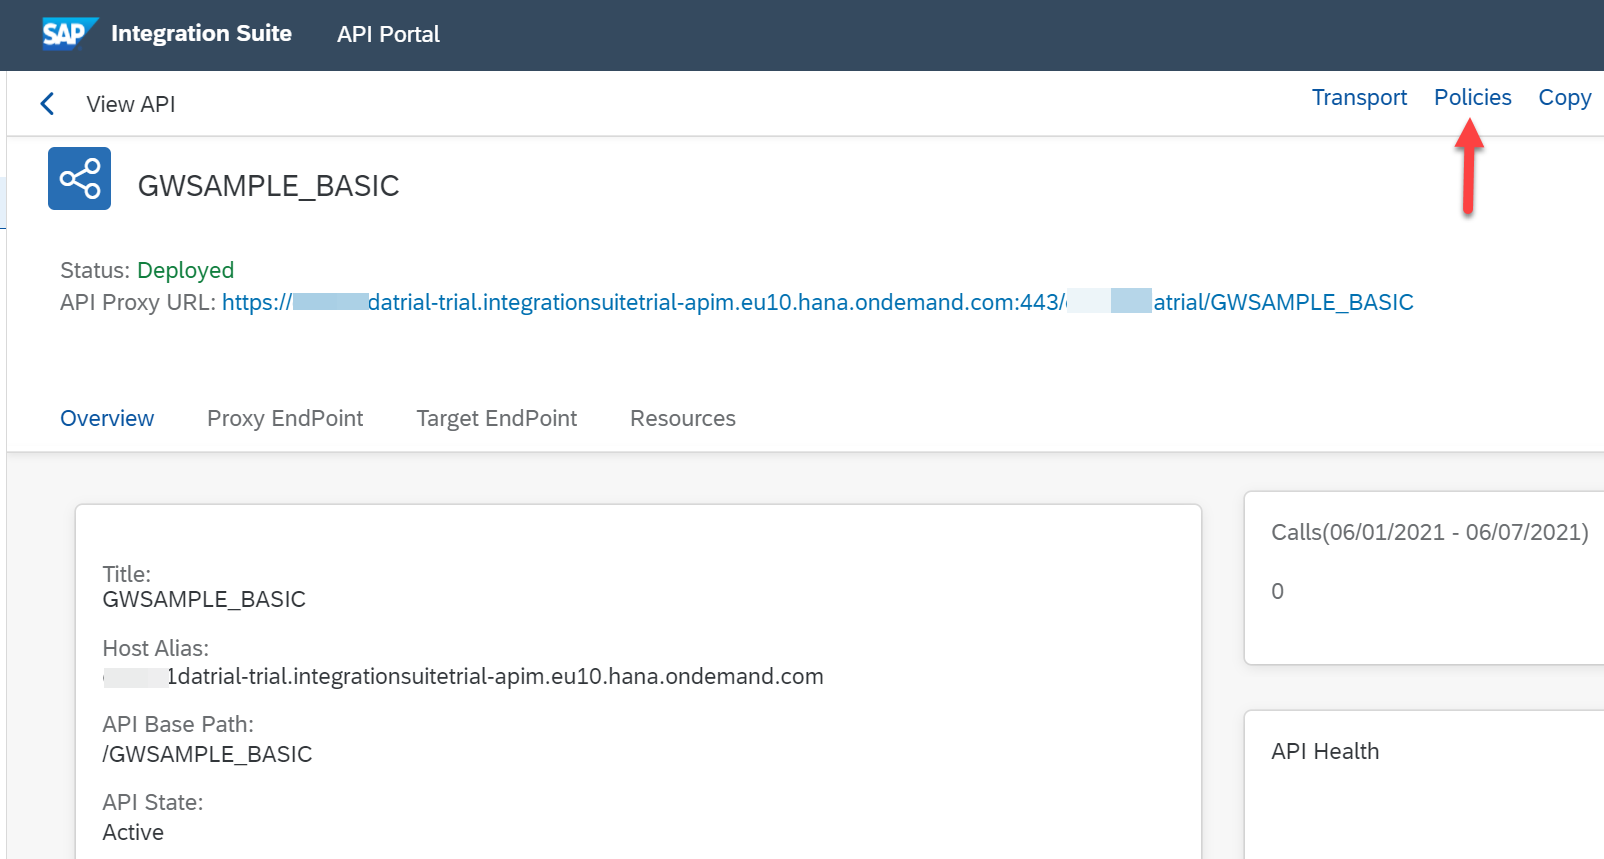 SAP Integration Suite API Portal
View API Transport Policies Copy
GWSAMPLE_BASIC
Status: Deployed
API Proxy URL: https:// datrial-trial.integrationsuitetrial-apim.eu10.hana.ondemand.com:443/ atrial/GWSAMPLE_BASIC
Overview Proxy EndPoint Target EndPoint Resources
Title:
GWSAMPLE_BASIC
Host Alias:
1datrial-trial.integrationsuitetrial-apim.eu10.hana.ondemand.com
API Base Path:
/GWSAMPLE_BASIC
API State:
Active
Calls(06/01/2021 - 06/07/2021)
0
API Health